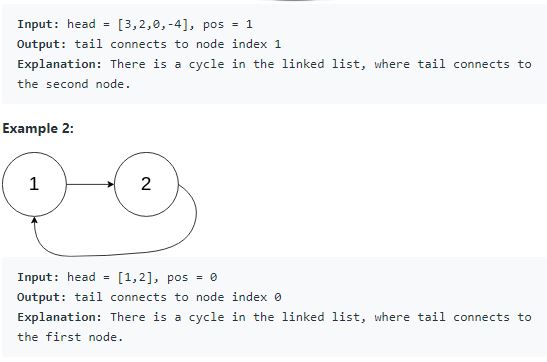 Input: head = [3,2,0,-4], pos = 1
Output: tail connects to node index 1
Explanation: There is a cycle in the linked list, where tail connects to
the second node.
Example 2:
1 2
Input: head = [1,2], pos = 0
Output: tail connects to node index 0
Explanation: There is a cycle in the linked list, where tail connects to
the first node.